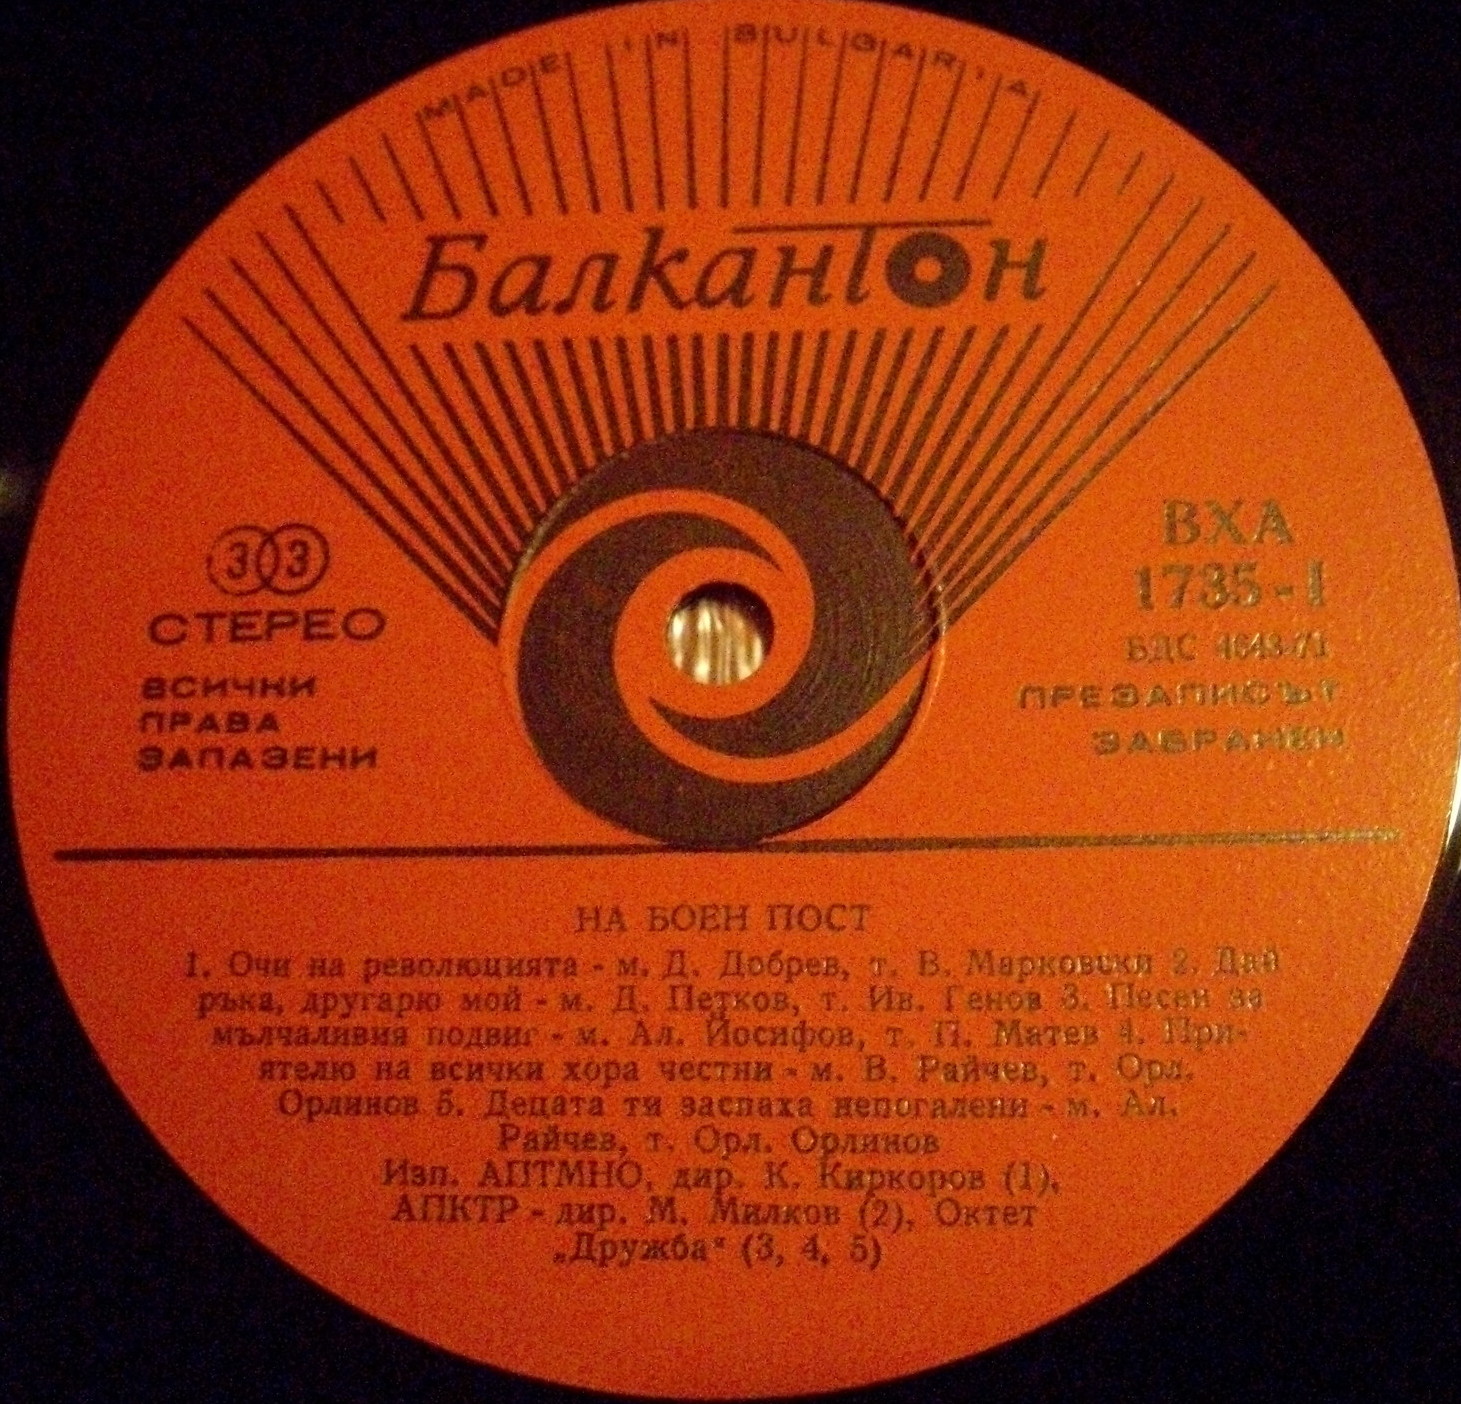 MADE IN BULGARIA
Балкантон
33
СТЕРЕО
ВСИЧКИ
ПРАВА
ЗАПАЗЕНИ
ВХА
1735-I
БДС 4643-71
ПРЕЗАПИСЪТ
ЗАБРАНЕН
НА БОЕН ПОСТ
1. Очи на революцията - м. Д. Добрев, т. В. Марковски 2. Дай
ръка, другарю мой - м. Д. Петков, т. Ив. Генов 3. Песен за
мълчаливия подвиг - м. Ал. Йосифов, т. П. Матев 4. При-
ятелю на всички хора честни - м. В. Райчев, т. Орл.
Орлинов 5. Децата ти заспаха непогалени - м. Ал.
Райчев, т. Орл. Орлинов
Изп. АПТМНО, дир. К. Киркоров (1),
АПКТР - дир. М. Милков (2), Октет
„Дружба“ (3, 4, 5)